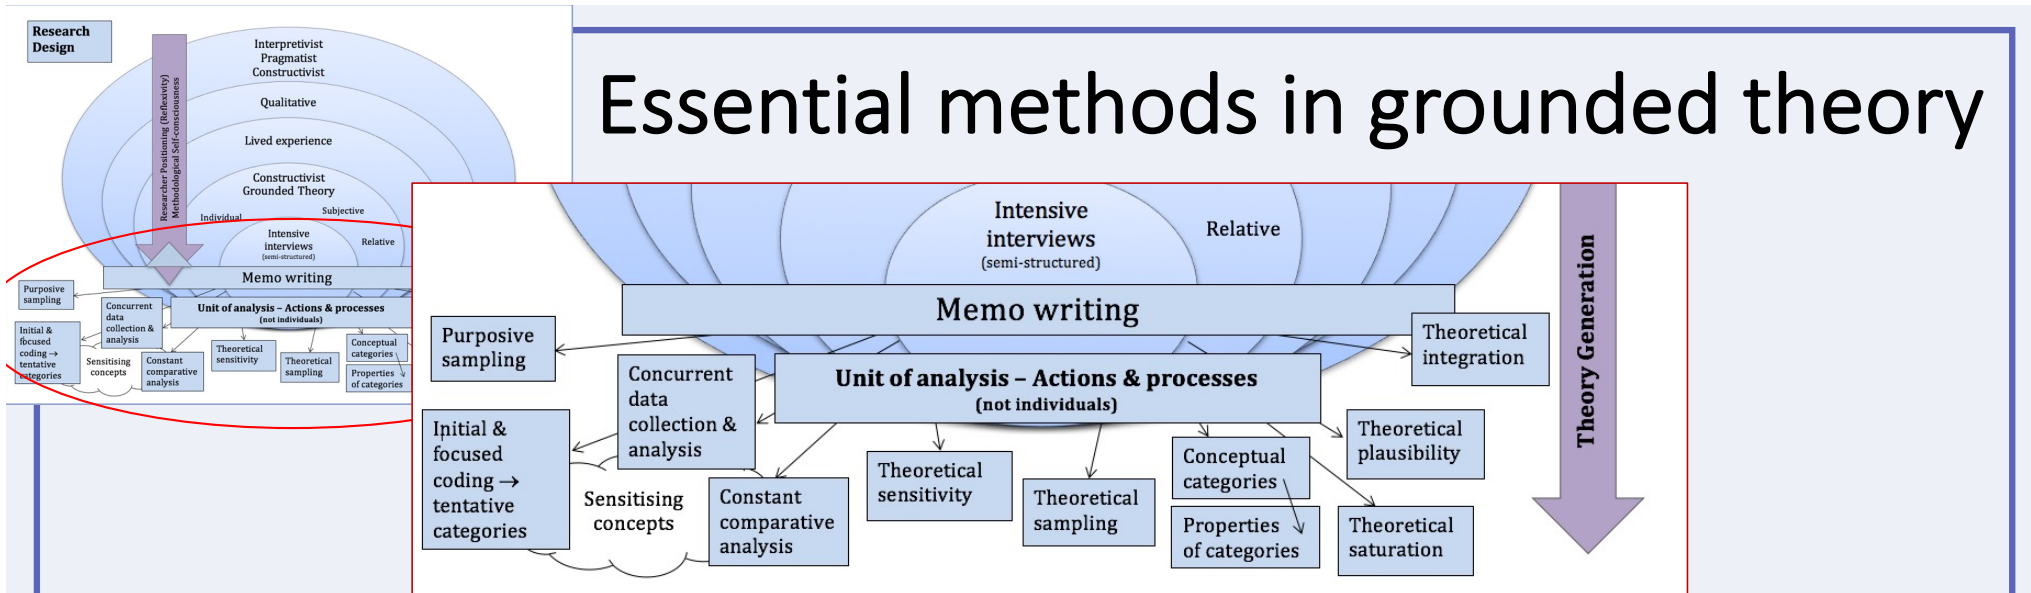 Research
Design
Interpretivist
Pragmatist
Constructivist
Qualitative
Lived experience
Constructivist
Grounded Theory
Individual
Subjective
Intensive
interviews
(semi-structured)
Relative
Researcher Positioning (Reflexivity)
Methodological Self-consciousness
Memo writing
Unit of analysis – Actions & processes
(not individuals)
Purposive
sampling
Concurrent
data
collection &
analysis
Initial &
focused
coding →
tentative
categories
Sensitising
concepts
Constant
comparative
analysis
Theoretical
sensitivity
Theoretical
sampling
Conceptual
categories
Properties
of categories
Essential methods in grounded theory
Intensive
interviews
(semi-structured)
Relative
Memo writing
Unit of analysis – Actions & processes
(not individuals)
Purposive
sampling
Concurrent
data
collection &
analysis
Initial &
focused
coding →
tentative
categories
Sensitising
concepts
Constant
comparative
analysis
Theoretical
sensitivity
Theoretical
sampling
Conceptual
categories
Properties
of categories
Theoretical
integration
Theoretical
plausibility
Theoretical
saturation
Theory Generation